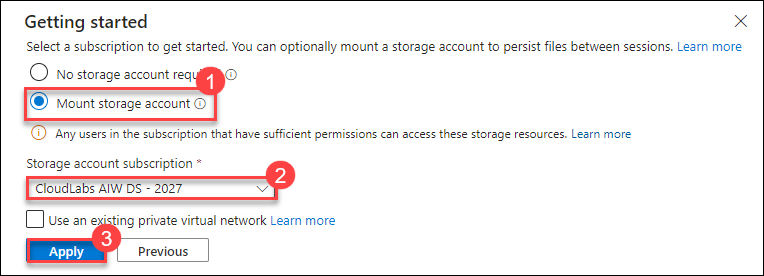 Getting started
Select a subscription to get started. You can optionally mount a storage account to persist files between sessions. Learn more
No storage account
1
Mount storage account
Any users in the subscription that have sufficient permissions can access these storage resources. Learn more
Storage account subscription *
2
CloudLabs AIW DS - 2027
Use an existing private virtual network Learn more
3
Apply Previous